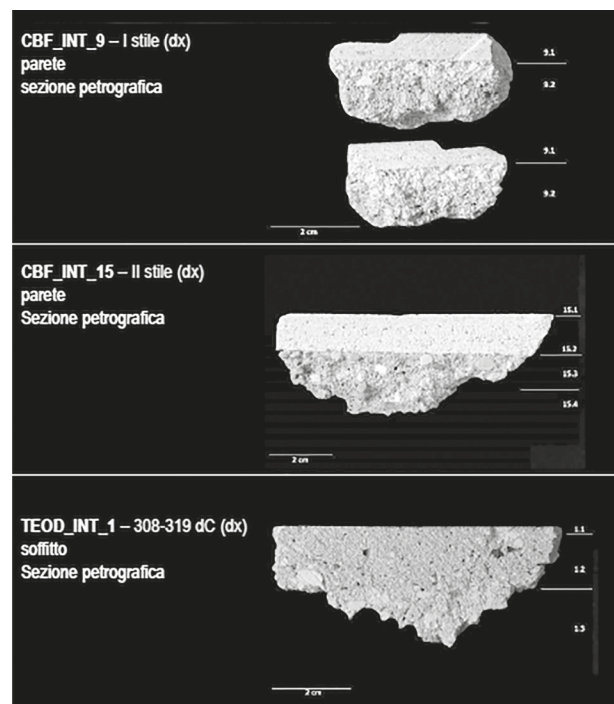 CBF_INT_9 – I stile (dx)
parete
sezione petrografica
9.1
9.2
9.1
9.2
2 cm
CBF_INT_15 – II stile (dx)
parete
Sezione petrografica
15.1
15.2
15.3
15.4
2 cm
TEOD_INT_1 – 308-319 dC (dx)
soffitto
Sezione petrografica
1.1
1.2
1.3
2 cm